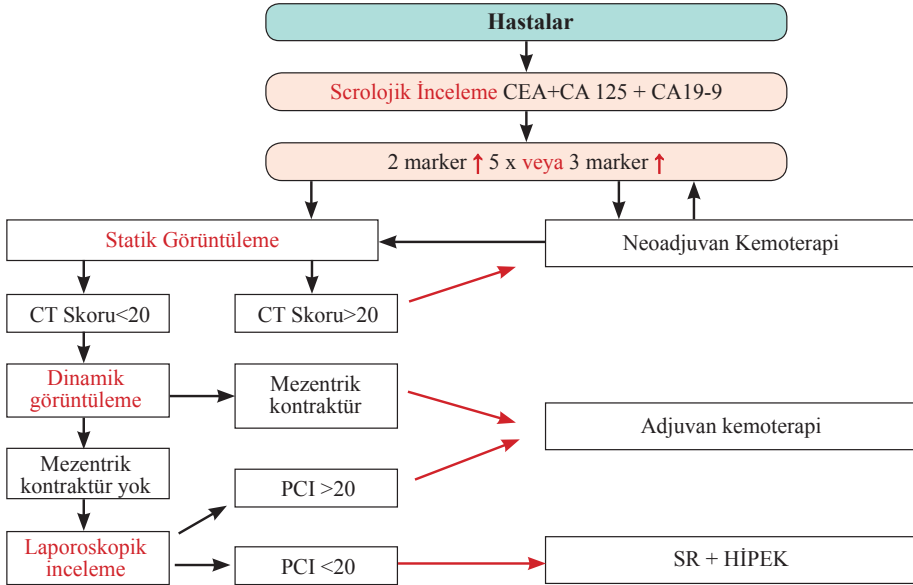 Hastalar
Scrolojik İnceleme CEA+CA 125 + CA19-9
2 marker ↑ 5 x veya 3 marker ↑
Statik Görüntüleme
Neoadjuvan Kemoterapi
CT Skoru<20
CT Skoru>20
Dinamik
görüntüleme
Mezentrik
kontraktür
Adjuvan kemoterapi
Mezentrik
kontraktür yok
PCI >20
Laporoskopik
inceleme
PCI <20
SR + HİPEK